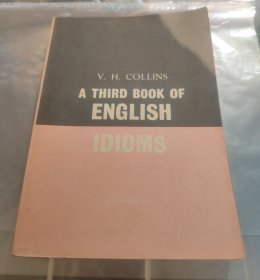 V. H. COLLINS
A THIRD BOOK OF
ENGLISH
IDIOMS